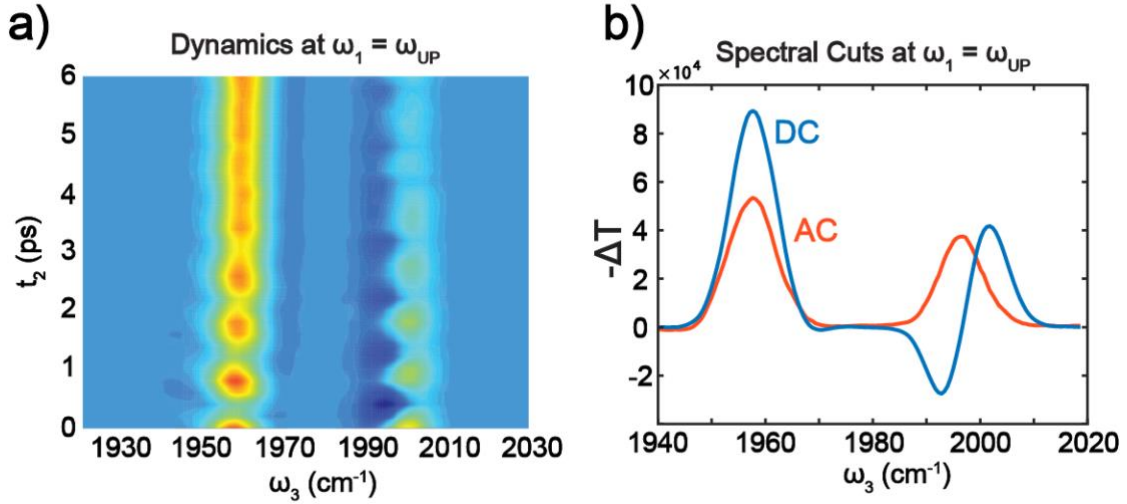 a)
Dynamics at ω₁ = ω_UP
6
5
4
3
2
1
0
t₂ (ps)
1930 1950 1970 1990 2010 2030
ω₃ (cm⁻¹)
b)
Spectral Cuts at ω₁ = ω_UP
×10⁴
10
8
6
4
2
0
-2
-ΔT
DC
AC
1940 1960 1980 2000 2020
ω₃ (cm⁻¹)